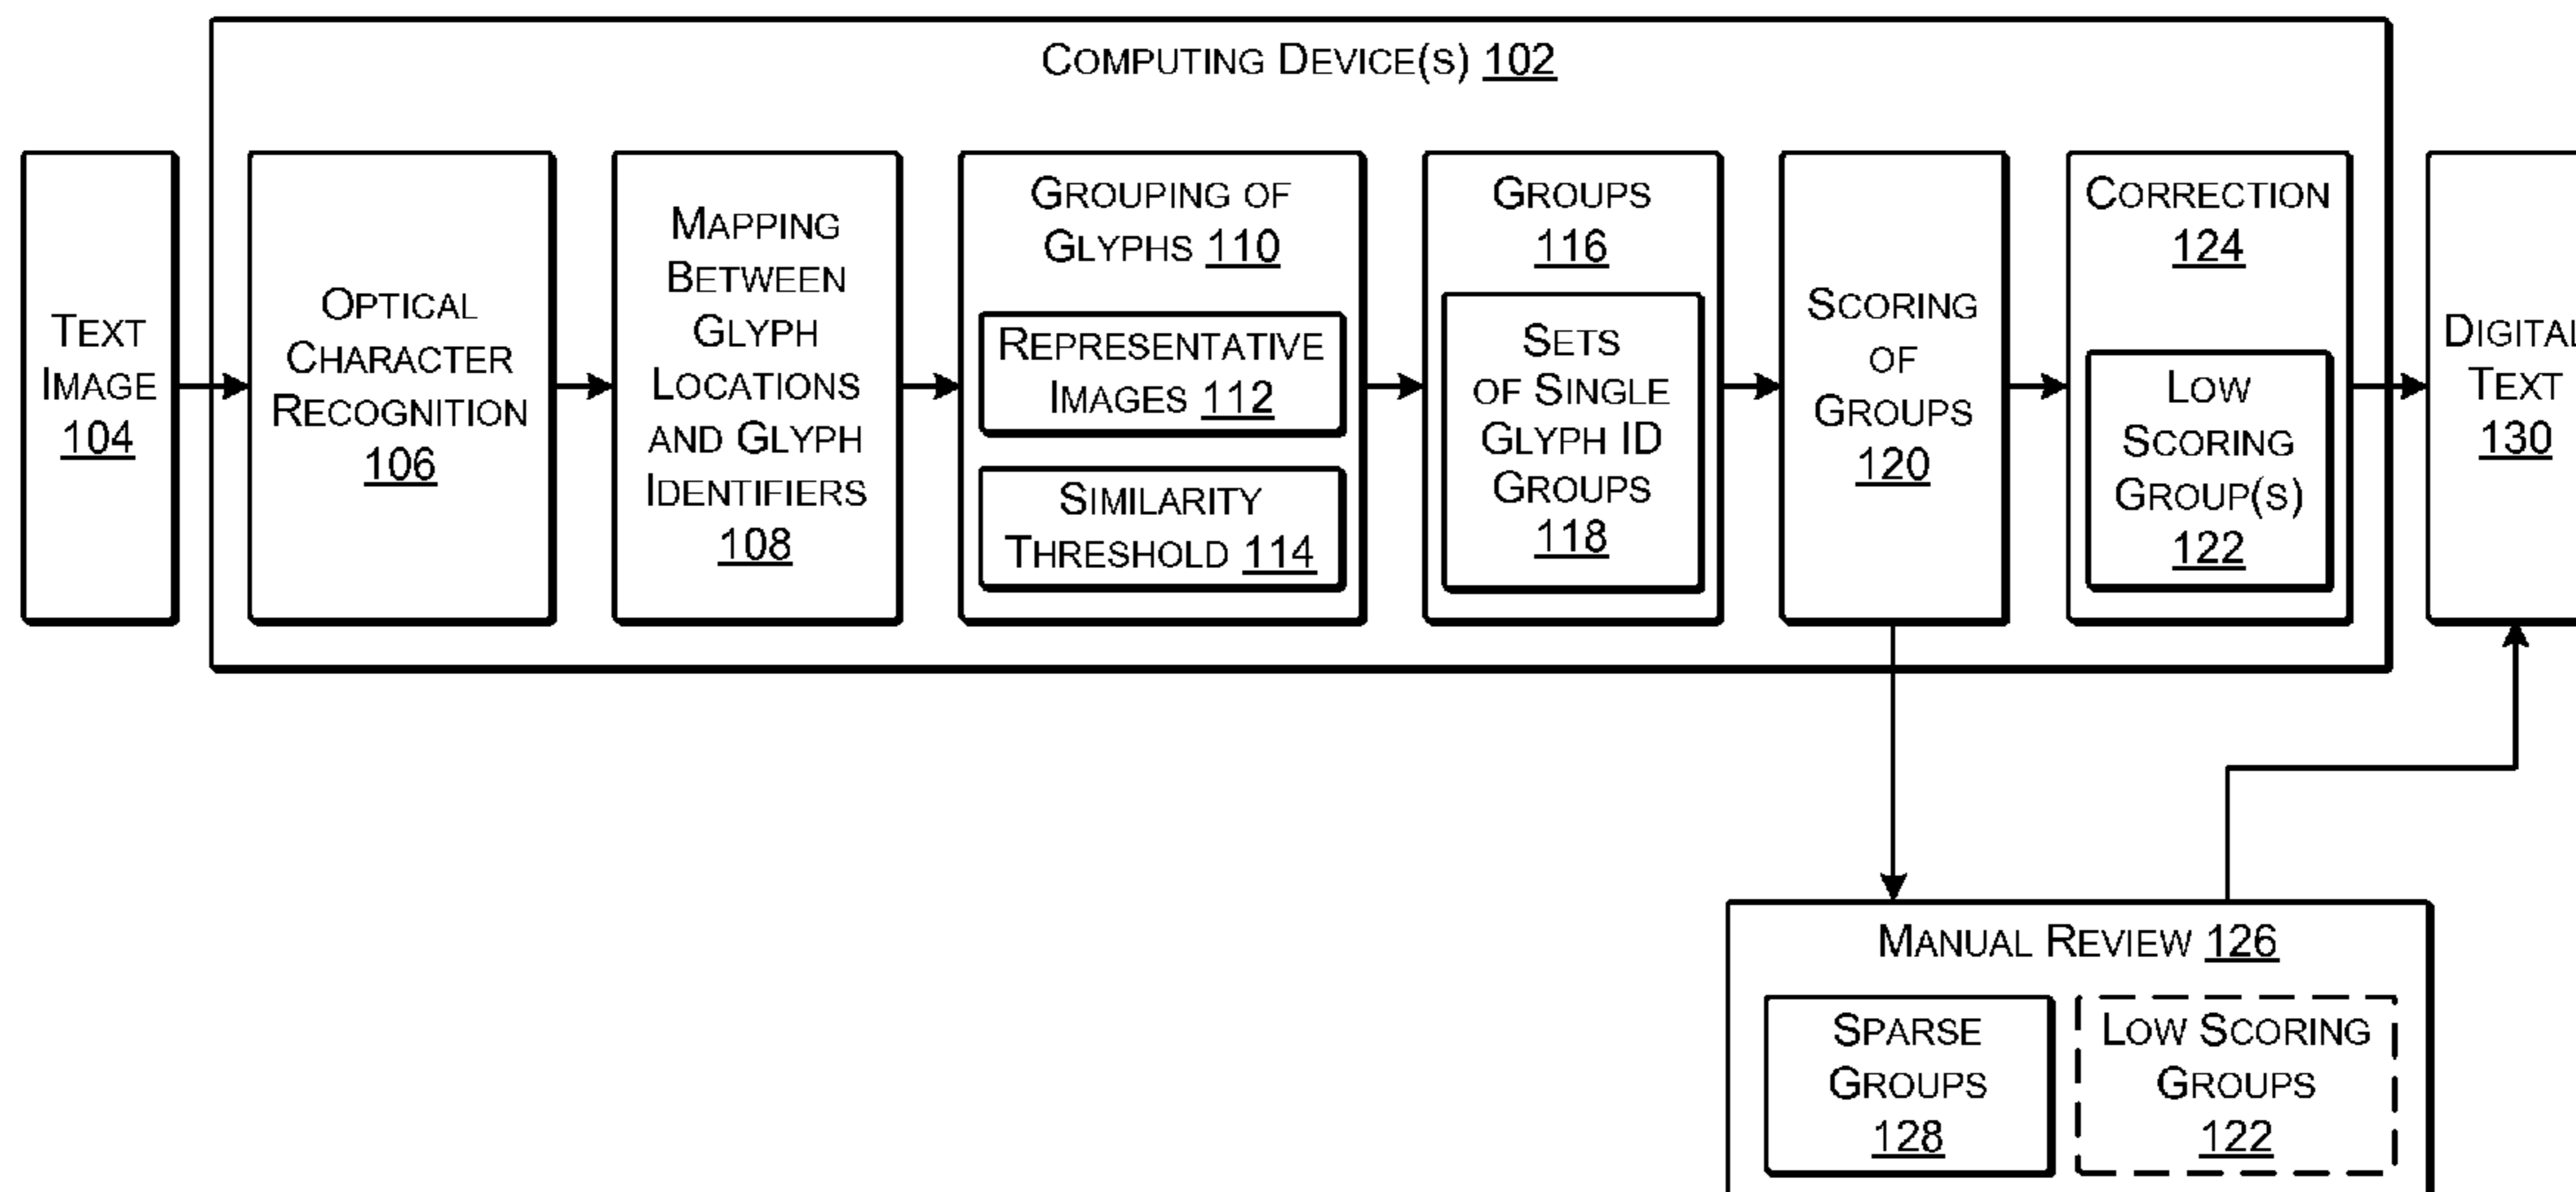 COMPUTING DEVICE(S) 102
TEXT
IMAGE
104
OPTICAL
CHARACTER
RECOGNITION
106
MAPPING
BETWEEN
GLYPH
LOCATIONS
AND GLYPH
IDENTIFIERS
108
GROUPING OF
GLYPHS 110
REPRESENTATIVE
IMAGES 112
SIMILARITY
THRESHOLD 114
GROUPS
116
SETS
OF SINGLE
GLYPH ID
GROUPS
118
SCORING
OF
GROUPS
120
CORRECTION
124
LOW
SCORING
GROUP(S)
122
DIGITAL
TEXT
130
MANUAL REVIEW 126
SPARSE
GROUPS
128
LOW SCORING
GROUPS
122